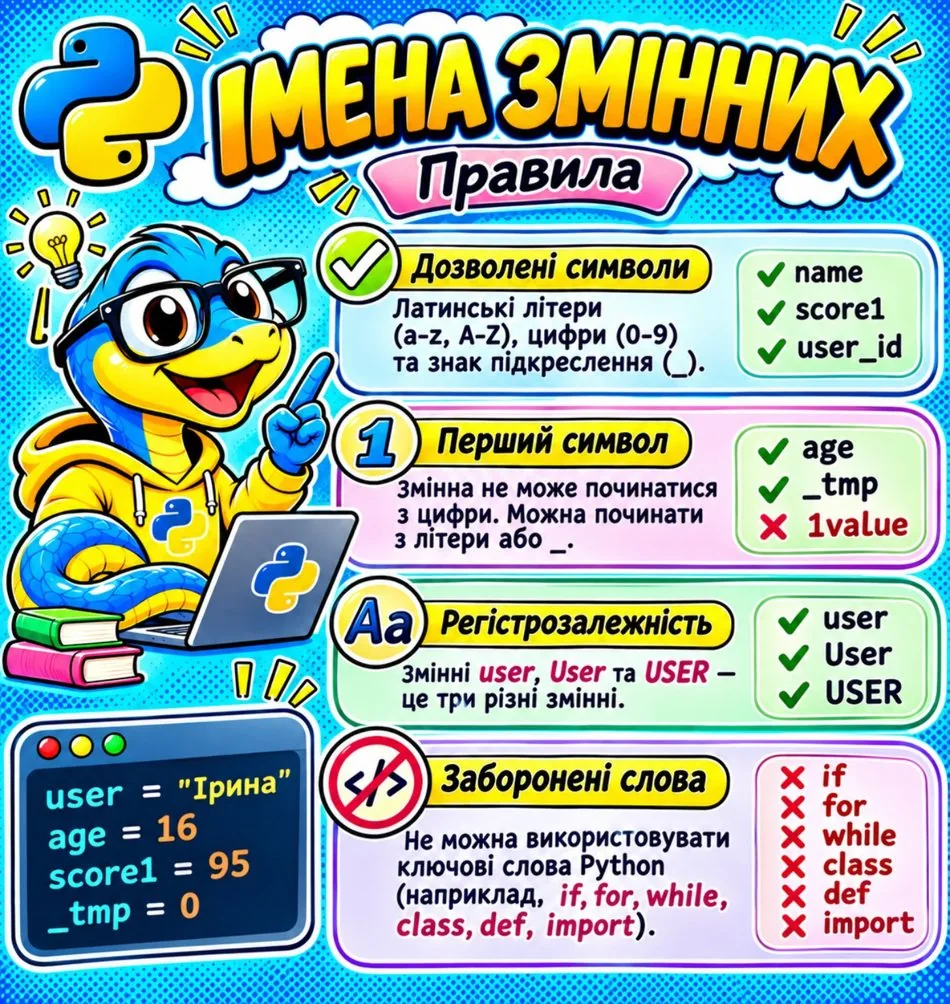 ІМЕНА ЗМІННИХ
Правила
Дозволені символи
Латинські літери
(a–z, A–Z), цифри (0–9)
та знак підкреслення (_).
name
score1
user_id
1
Перший символ
Змінна не може починатися
з цифри. Можна починати
з літери або _.
age
_tmp
1value
Aa
Регістрозалежність
Змінні user, User та USER —
це три різні змінні.
user
User
USER
</>
Заборонені слова
Не можна використовувати
ключові слова Python
(наприклад, if, for, while,
class, def, import).
if
for
while
class
def
import
user = "Ірина"
age = 16
score1 = 95
_tmp = 0